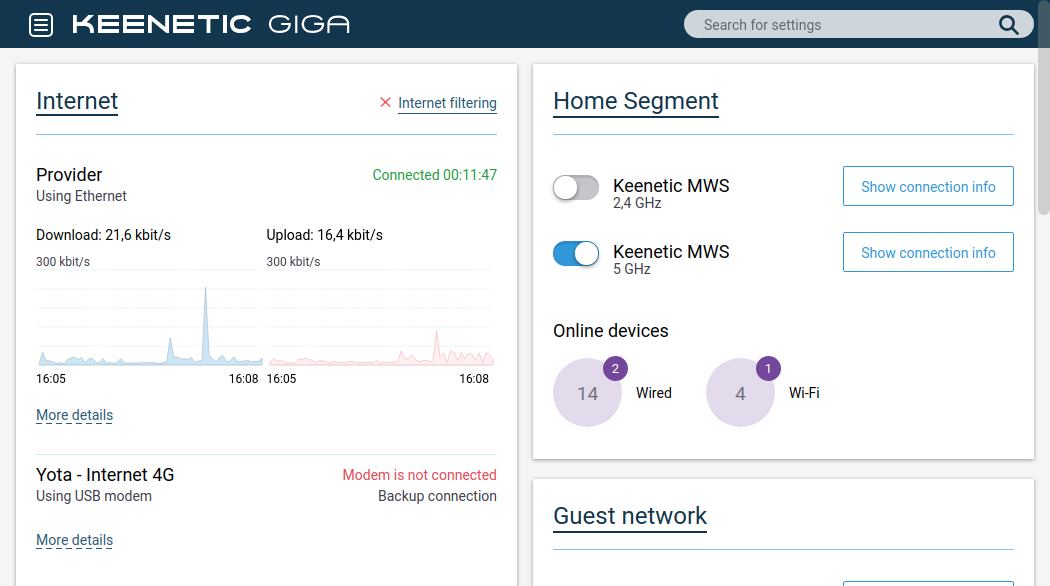 KEENETIC GIGA
Search for settings
Internet
Internet filtering
Provider
Connected 00:11:47
Using Ethernet
Download: 21,6 kbit/s
Upload: 16,4 kbit/s
300 kbit/s
300 kbit/s
16:05
16:08
16:05
16:08
More details
Yota - Internet 4G
Modem is not connected
Using USB modem
Backup connection
More details
Home Segment
Keenetic MWS
2,4 GHz
Show connection info
Keenetic MWS
5 GHz
Show connection info
Online devices
14
2
Wired
4
1
Wi-Fi
Guest network